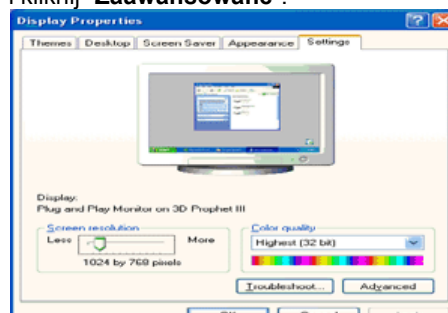 i kliknij "Zaawansowane".
Display Properties
Themes Desktop Screen Saver Appearance Settings
Display:
Plug and Play Monitor on 3D Prophet III
Screen resolution
Less More
1024 by 768 pixels
Color quality
Highest (32 bit)
Troubleshoot... Advanced